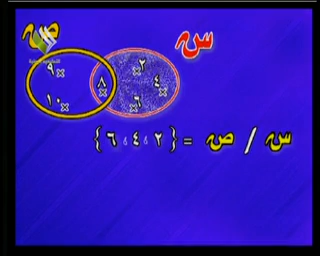 ص
س
٩ ٨ ٢ ٤
١٠ ٦
س / ص = { ٢ ، ٤ ، ٦ }